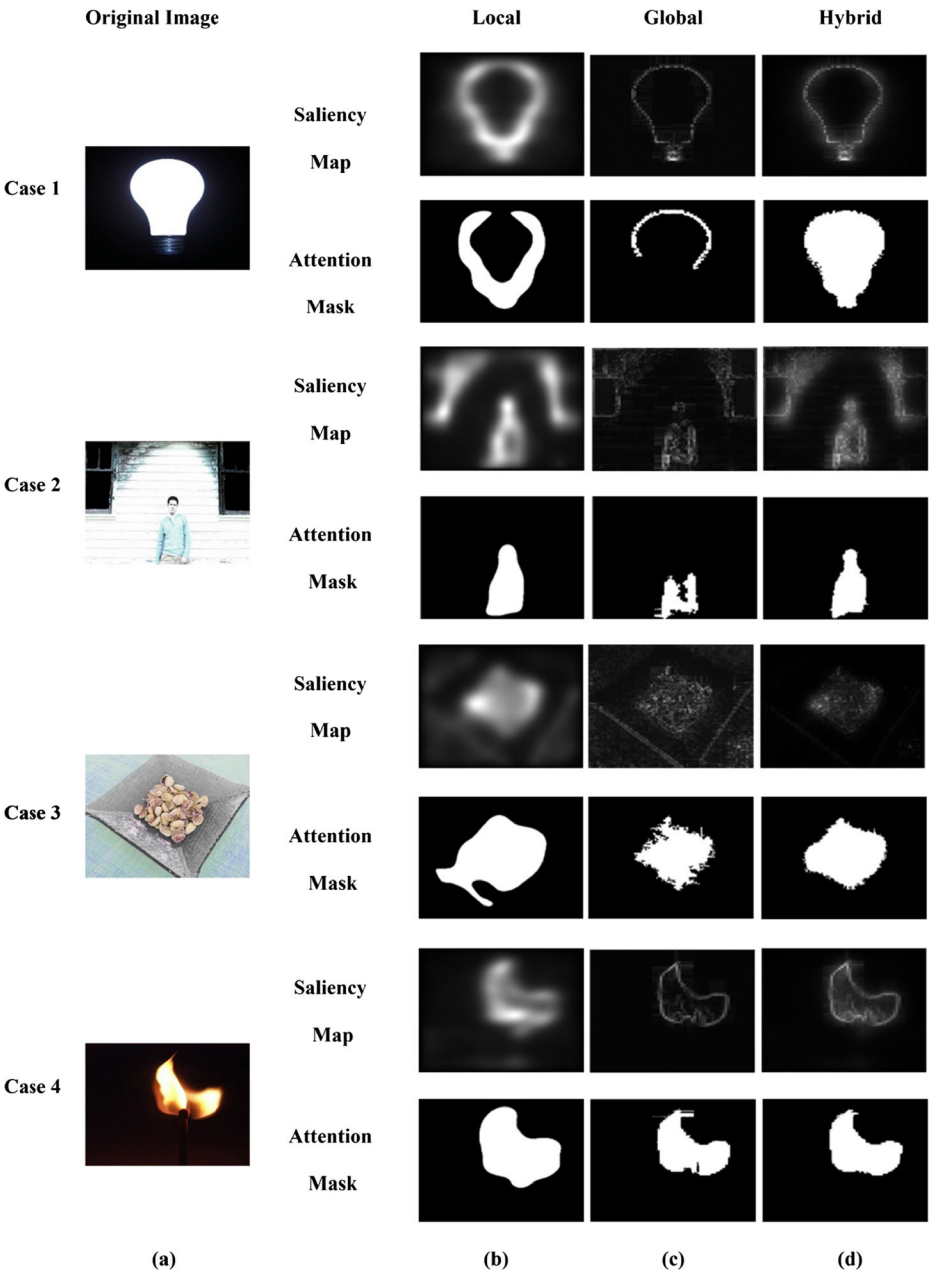 Original Image Local Global Hybrid
Saliency
Map
Case 1
Attention
Mask
Saliency
Map
Case 2
Attention
Mask
Saliency
Map
Case 3
Attention
Mask
Saliency
Map
Case 4
Attention
Mask
(a) (b) (c) (d)